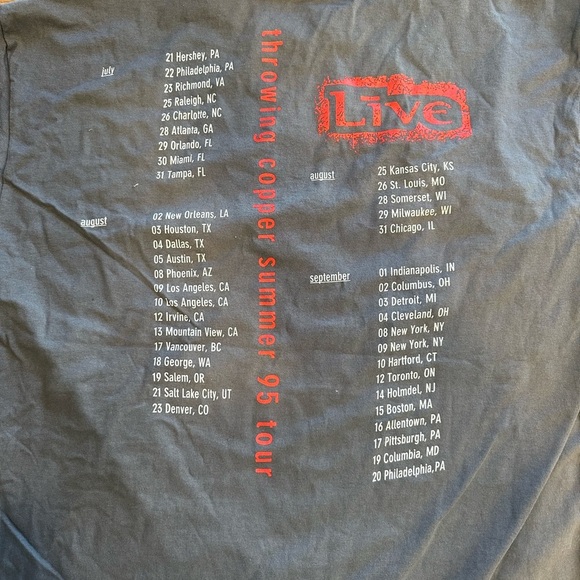 july
21 Hershey, PA
22 Philadelphia, PA
23 Richmond, VA
25 Raleigh, NC
26 Charlotte, NC
28 Atlanta, GA
29 Orlando, FL
30 Miami, FL
31 Tampa, FL
august
02 New Orleans, LA
03 Houston, TX
04 Dallas, TX
05 Austin, TX
08 Phoenix, AZ
09 Los Angeles, CA
10 Los Angeles, CA
12 Irvine, CA
13 Mountain View, CA
17 Vancouver, BC
18 George, WA
19 Salem, OR
21 Salt Lake City, UT
23 Denver, CO
throwing copper summer 95 tour
Live
august
25 Kansas City, KS
26 St. Louis, MO
28 Somerset, WI
29 Milwaukee, WI
31 Chicago, IL
september
01 Indianapolis, IN
02 Columbus, OH
03 Detroit, MI
04 Cleveland, OH
08 New York, NY
09 New York, NY
10 Hartford, CT
12 Toronto, ON
14 Holmdel, NJ
15 Boston, MA
16 Allentown, PA
17 Pittsburgh, PA
19 Columbia, MD
20 Philadelphia, PA